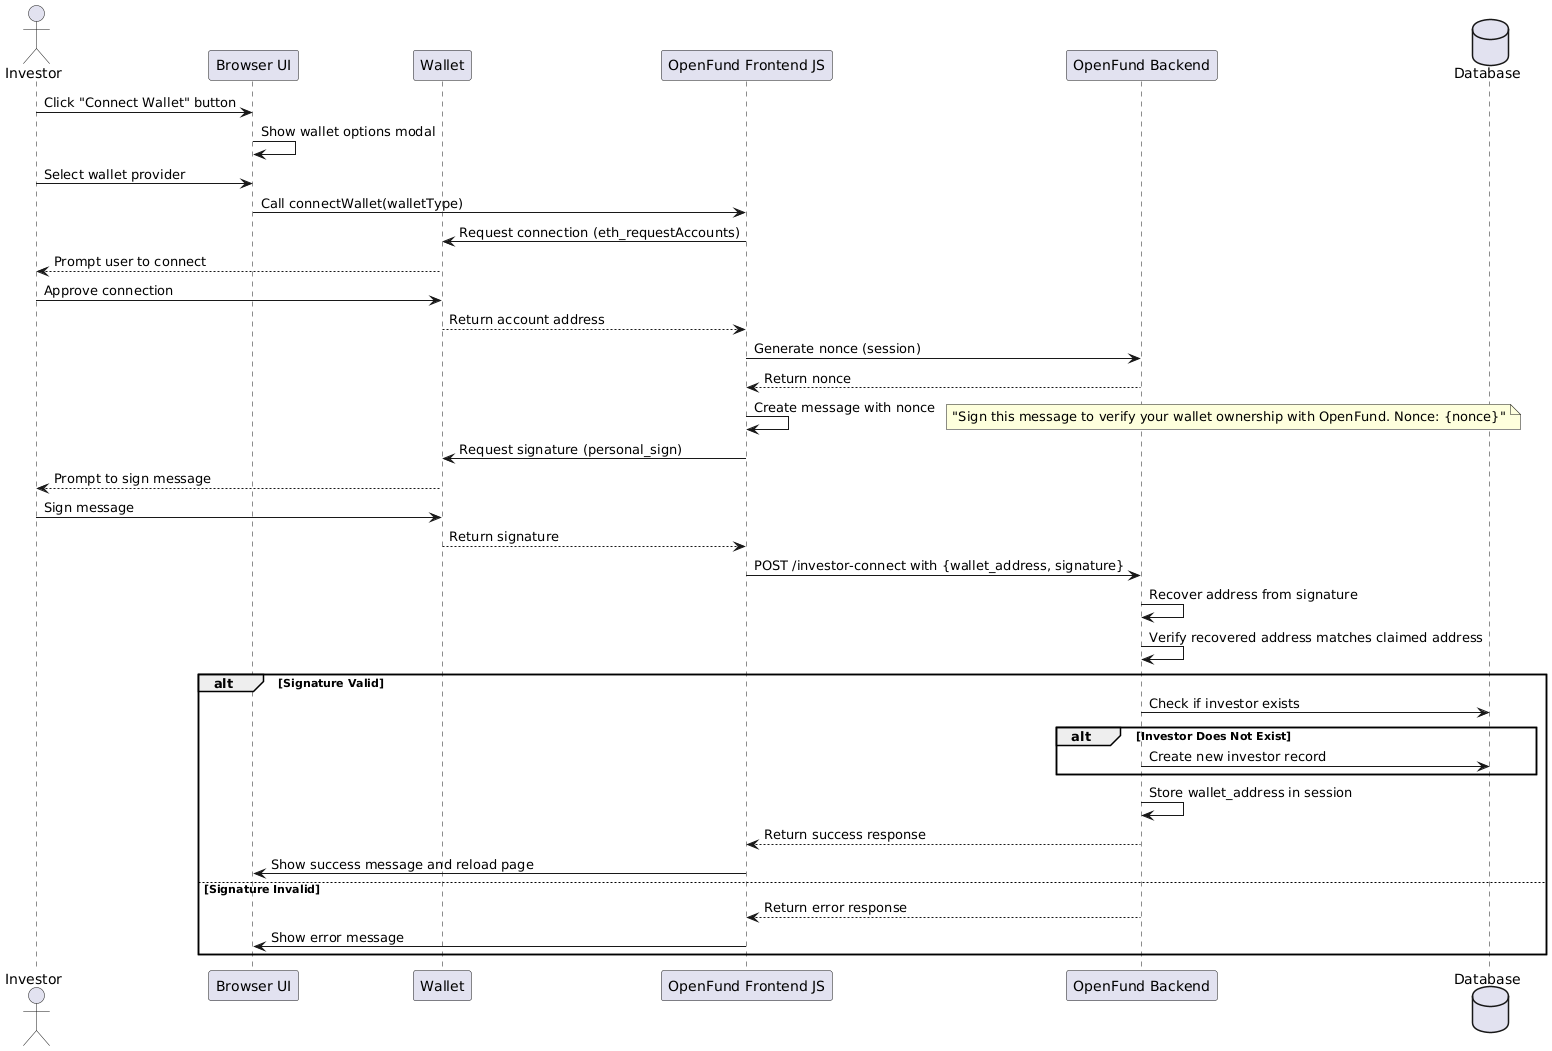 Investor
Browser UI
Wallet
OpenFund Frontend JS
OpenFund Backend
Database
Click "Connect Wallet" button
Show wallet options modal
Select wallet provider
Call connectWallet(walletType)
Request connection (eth_requestAccounts)
Prompt user to connect
Approve connection
Return account address
Generate nonce (session)
Return nonce
Create message with nonce
"Sign this message to verify your wallet ownership with OpenFund. Nonce: {nonce}"
Request signature (personal_sign)
Prompt to sign message
Sign message
Return signature
POST /investor-connect with {wallet_address, signature}
Recover address from signature
Verify recovered address matches claimed address
alt [Signature Valid]
Check if investor exists
alt [Investor Does Not Exist]
Create new investor record
Store wallet_address in session
Return success response
Show success message and reload page
[Signature Invalid]
Return error response
Show error message
Investor
Browser UI
Wallet
OpenFund Frontend JS
OpenFund Backend
Database